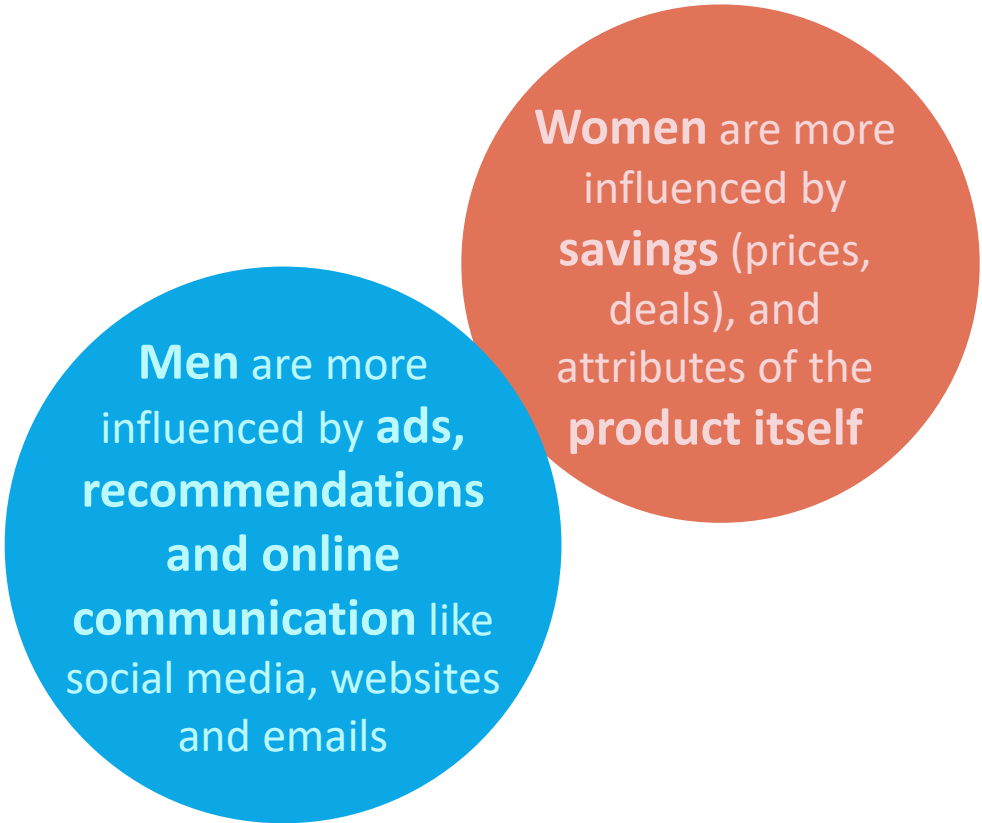 Women are more
influenced by
savings (prices,
deals), and
attributes of the
product itself
Men are more
influenced by ads,
recommendations
and online
communication like
social media, websites
and emails